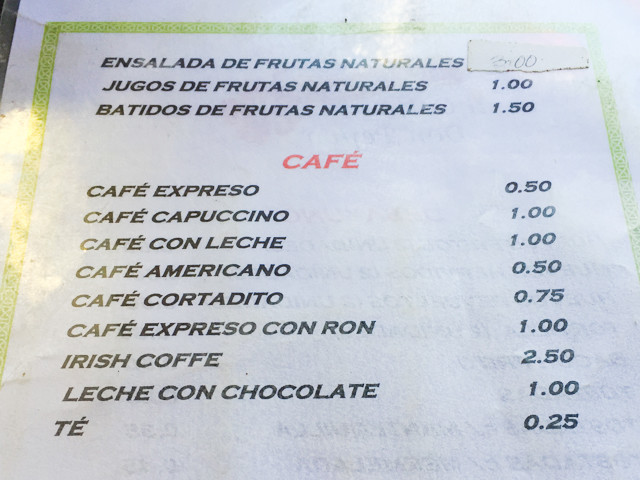 ENSALADA DE FRUTAS NATURALES 3.00
JUGOS DE FRUTAS NATURALES 1.00
BATIDOS DE FRUTAS NATURALES 1.50
CAFÉ
CAFÉ EXPRESO 0.50
CAFÉ CAPUCCINO 1.00
CAFÉ CON LECHE 1.00
CAFÉ AMERICANO 0.50
CAFÉ CORTADITO 0.75
CAFÉ EXPRESO CON RON 1.00
IRISH COFFE 2.50
LECHE CON CHOCOLATE 1.00
TÉ 0.25